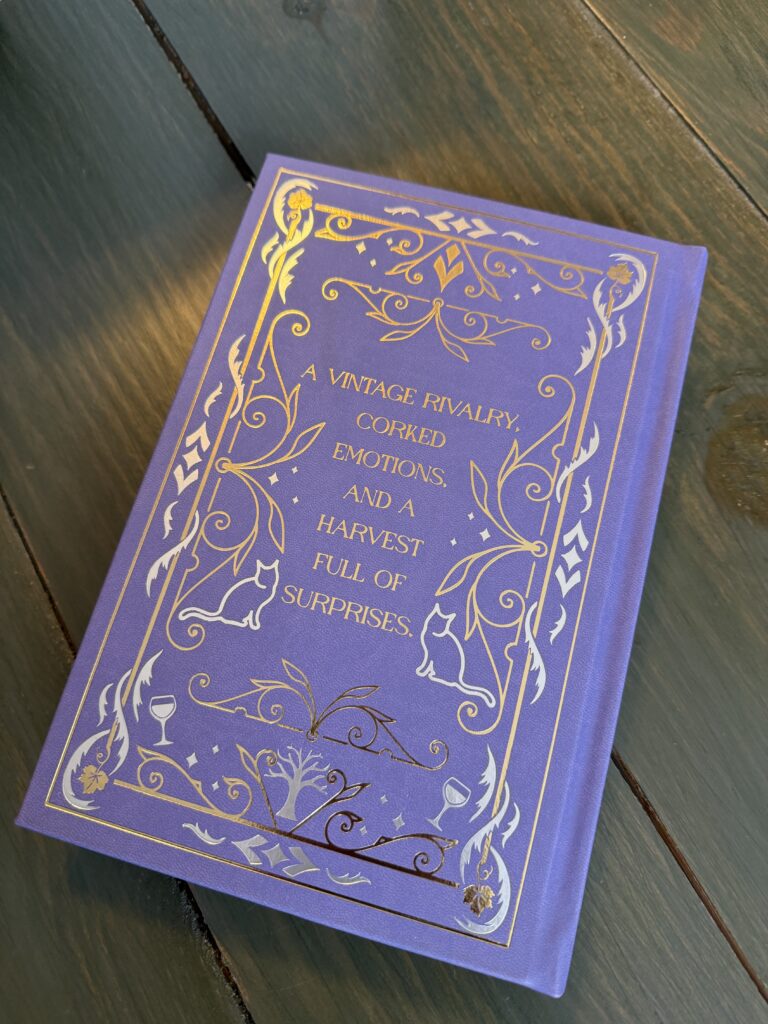 A VINTAGE RIVALRY,
CORKED
EMOTIONS,
AND A
HARVEST
FULL OF
SURPRISES.